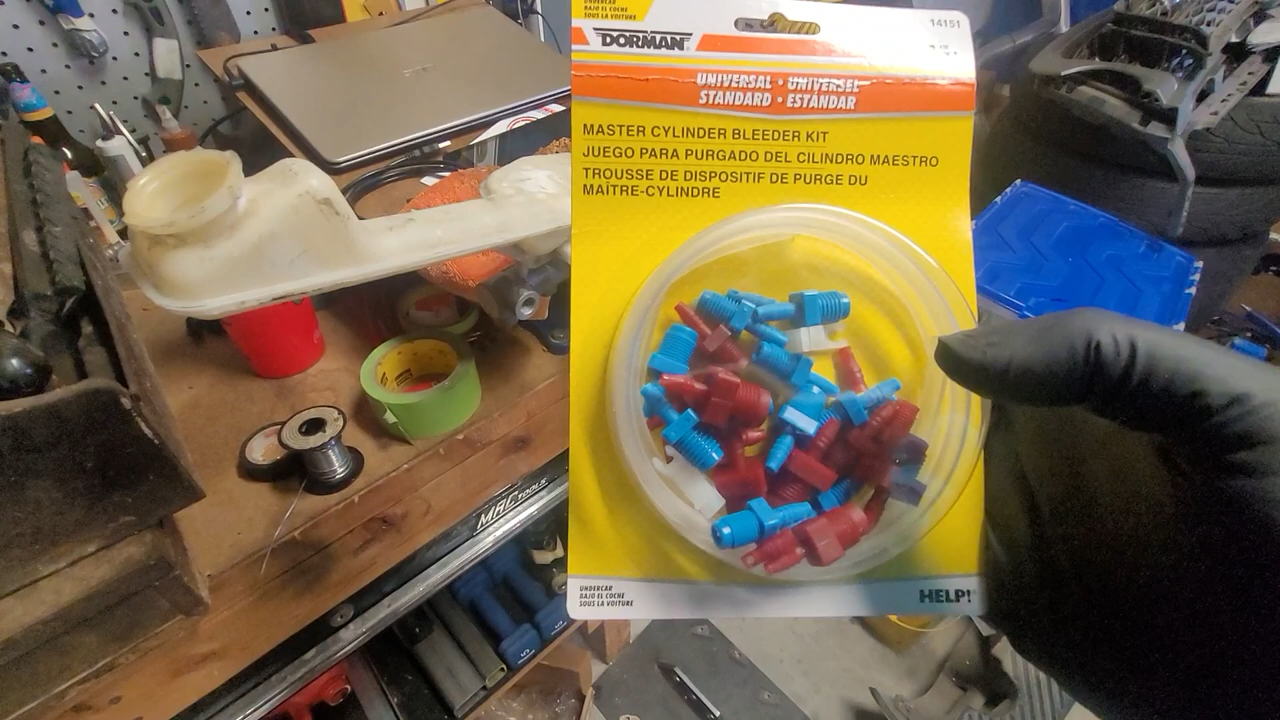 UNDERCAR
BAJO EL COCHE
SOUS LA VOITURE
14151
DORMAN
UNIVERSAL • UNIVERSEL
STANDARD • ESTÁNDAR
MASTER CYLINDER BLEEDER KIT
JUEGO PARA PURGADO DEL CILINDRO MAESTRO
TROUSSE DE DISPOSITIF DE PURGE DU
MAÎTRE-CYLINDRE
UNDERCAR
BAJO EL COCHE
SOUS LA VOITURE
HELP!
MAC TOOLS
5